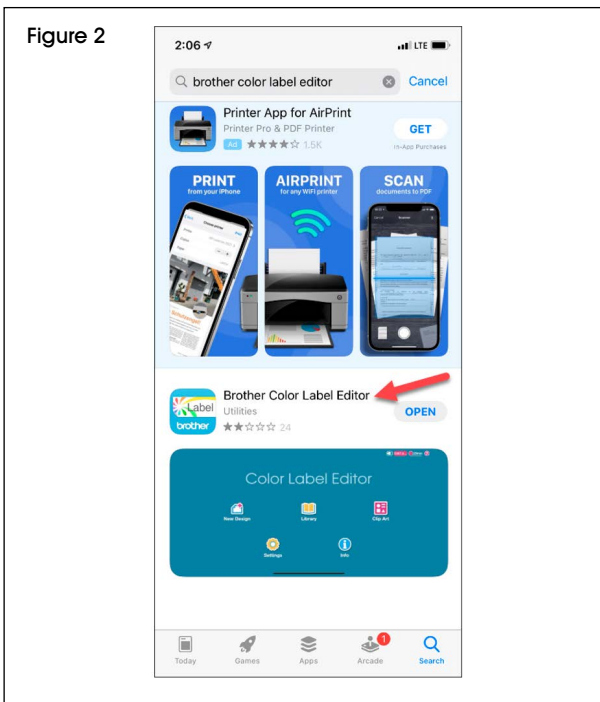 Figure 2
2:06
LTE
brother color label editor
Cancel
Printer App for AirPrint
Printer Pro & PDF Printer
GET
Ad ★★★★☆ 1.5K
In-App Purchases
PRINT
from your iPhone
AIRPRINT
for any WiFi printer
SCAN
documents to PDF
Brother Color Label Editor
Label
Utilities
OPEN
brother
★★☆☆☆ 24
Color Label Editor
New Design
Library
Clip Art
Settings
Info
Today
Games
Apps
Arcade
1
Search